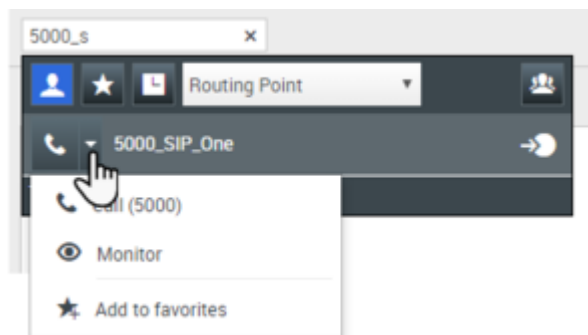 5000_s
Routing Point
5000_SIP_One
Call (5000)
Monitor
Add to favorites